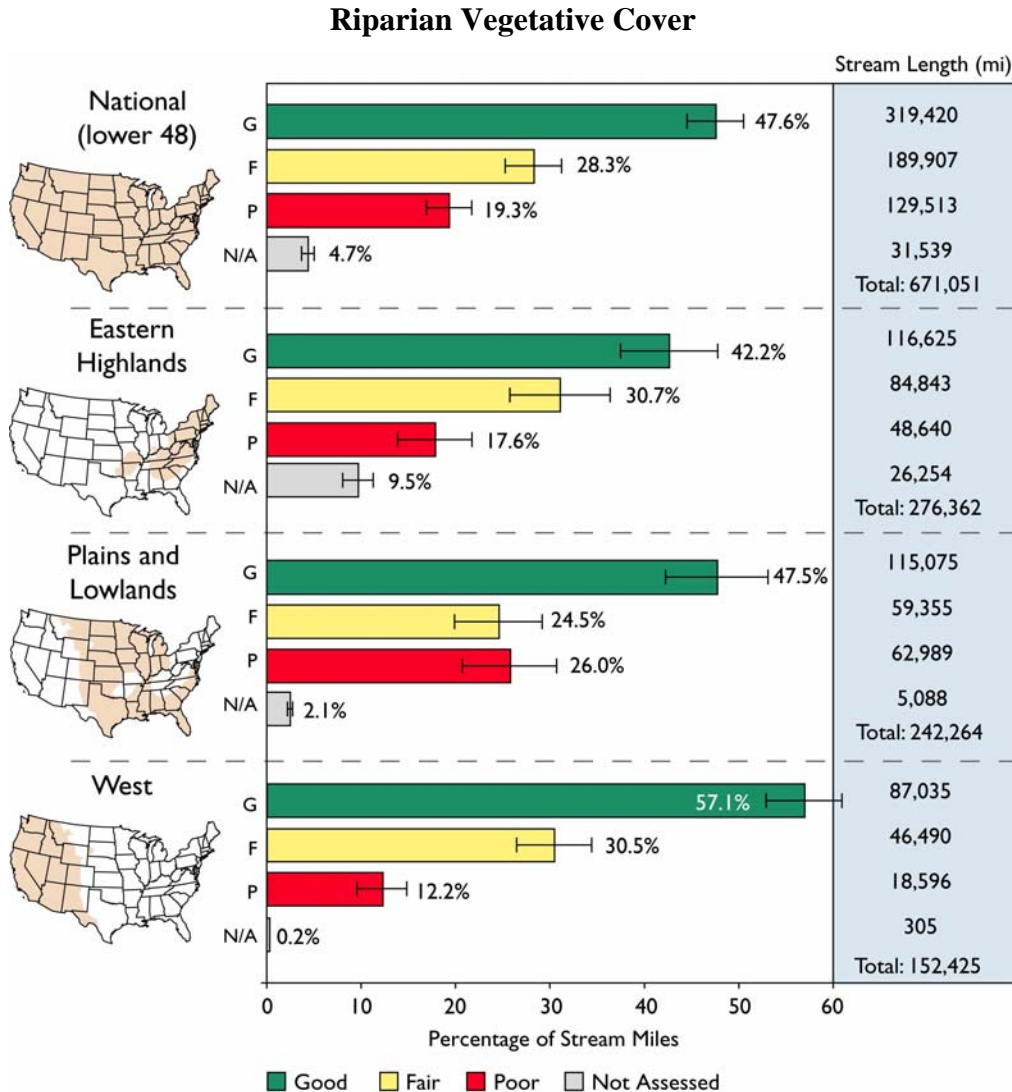 Riparian Vegetative Cover
Stream Length (mi)
National
(lower 48)
G
47.6%
319,420
F
28.3%
189,907
P
19.3%
129,513
N/A
4.7%
31,539
Total: 671,051
Eastern
Highlands
G
42.2%
116,625
F
30.7%
84,843
P
17.6%
48,640
N/A
9.5%
26,254
Total: 276,362
Plains and
Lowlands
G
47.5%
115,075
F
24.5%
59,355
P
26.0%
62,989
N/A
2.1%
5,088
Total: 242,264
West
G
57.1%
87,035
F
30.5%
46,490
P
12.2%
18,596
N/A
0.2%
305
Total: 152,425
0 10 20 30 40 50 60
Percentage of Stream Miles
Good Fair Poor Not Assessed